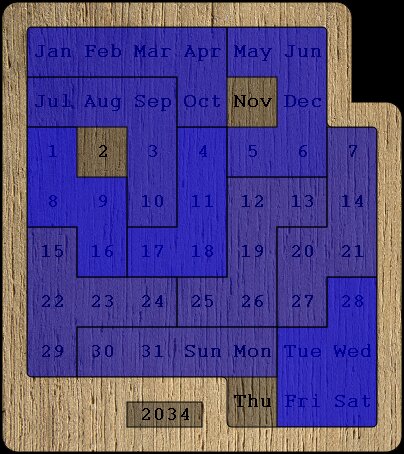 Jan Feb Mar Apr May Jun
Jul Aug Sep Oct Nov Dec
1 2 3 4 5 6 7
8 9 10 11 12 13 14
15 16 17 18 19 20 21
22 23 24 25 26 27 28
29 30 31 Sun Mon Tue Wed
Thu Fri Sat
2034